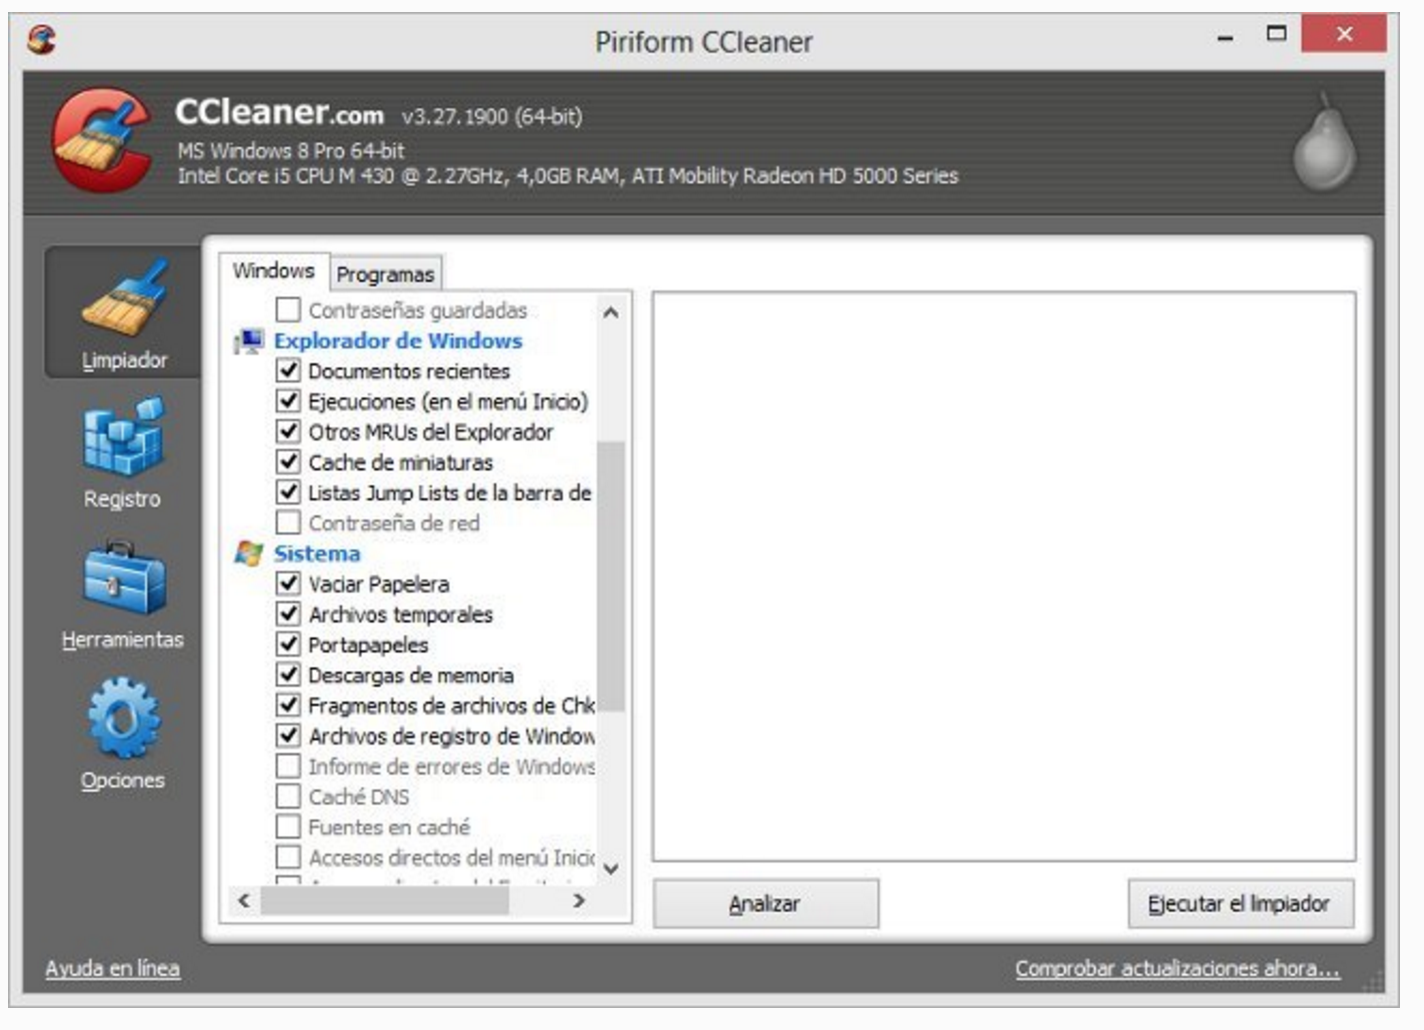 Piriform CCleaner
CCleaner.com v3.27.1900 (64-bit)
MS Windows 8 Pro 64-bit
Intel Core i5 CPU M 430 @ 2.27GHz, 4,0GB RAM, ATI Mobility Radeon HD 5000 Series
Limpiador
Registro
Herramientas
Opciones
Windows Programas
Contraseñas guardadas
Explorador de Windows
Documentos recientes
Ejecuciones (en el menú Inicio)
Otros MRUs del Explorador
Cache de miniaturas
Listas Jump Lists de la barra de
Contraseña de red
Sistema
Vaciar Papelera
Archivos temporales
Portapapeles
Descargas de memoria
Fragmentos de archivos de Chk
Archivos de registro de Window
Informe de errores de Windows
Caché DNS
Fuentes en caché
Accesos directos del menú Inicio
Analizar
Ejecutar el limpiador
Ayuda en línea
Comprobar actualizaciones ahora...